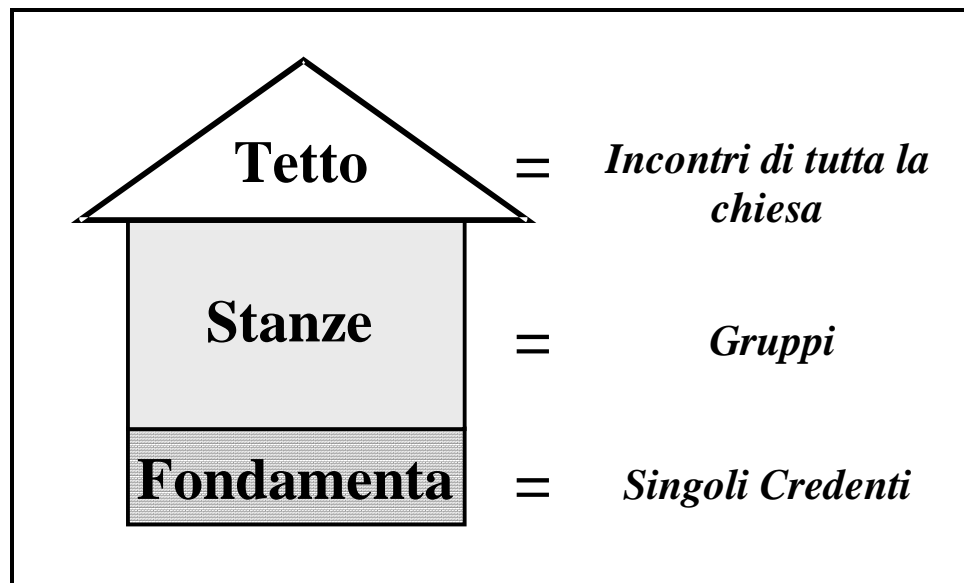 Tetto = Incontri di tutta la
chiesa
Stanze = Gruppi
Fondamenta = Singoli Credenti